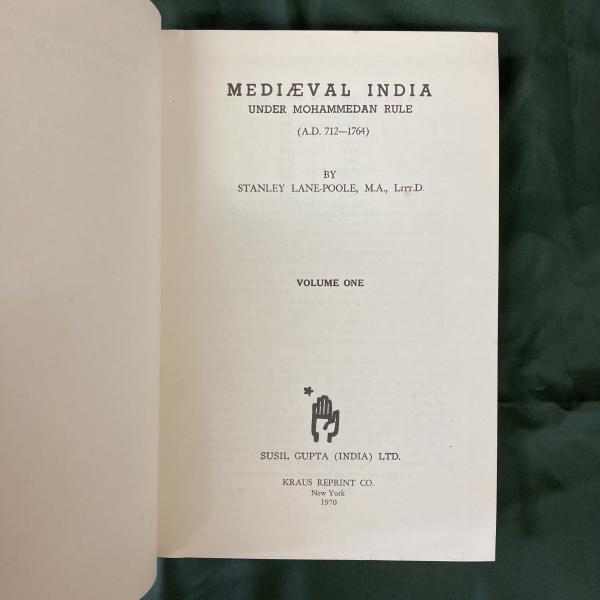 MEDIÆVAL INDIA
UNDER MOHAMMEDAN RULE
(A.D. 712—1764)
BY
STANLEY LANE-POOLE, M.A., LITT.D.
VOLUME ONE
SUSIL GUPTA (INDIA) LTD.
KRAUS REPRINT CO.
New York
1970